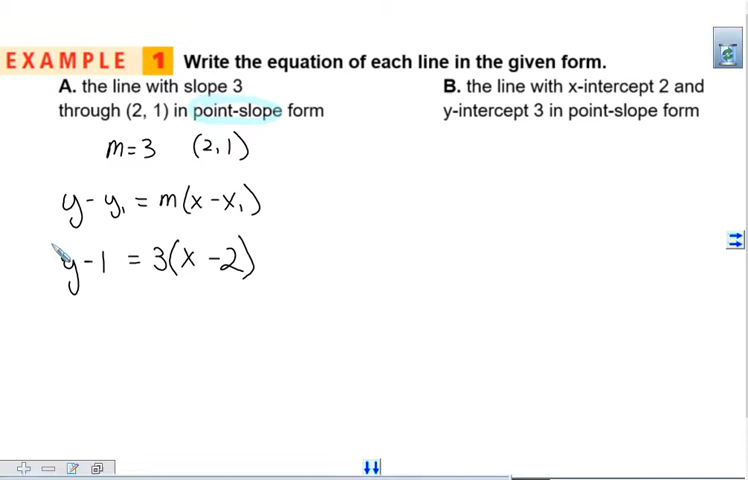 EXAMPLE 1 Write the equation of each line in the given form.
A. the line with slope 3
through (2, 1) in point-slope form
m = 3 (2, 1)
y - y₁ = m(x - x₁)
y - 1 = 3(x - 2)
B. the line with x-intercept 2 and
y-intercept 3 in point-slope form